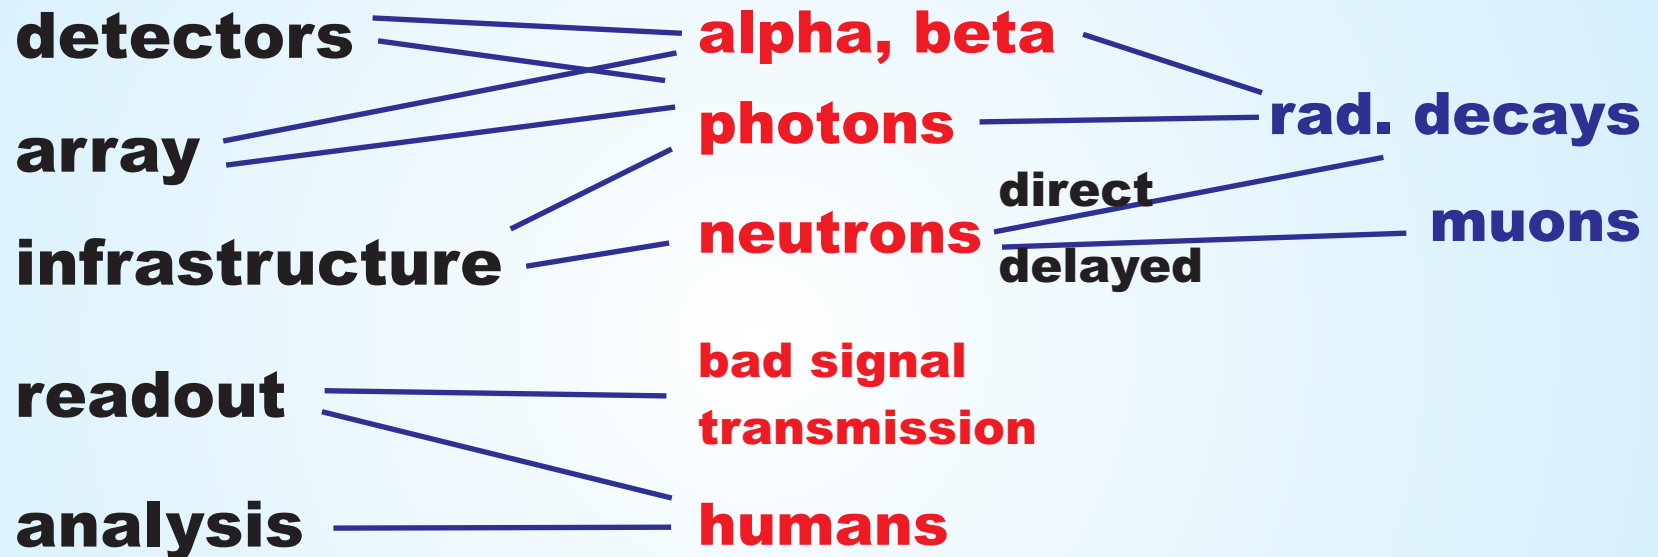 detectors
array
infrastructure
readout
analysis
alpha, beta
photons
neutrons
bad signal
transmission
humans
direct
delayed
rad. decays
muons